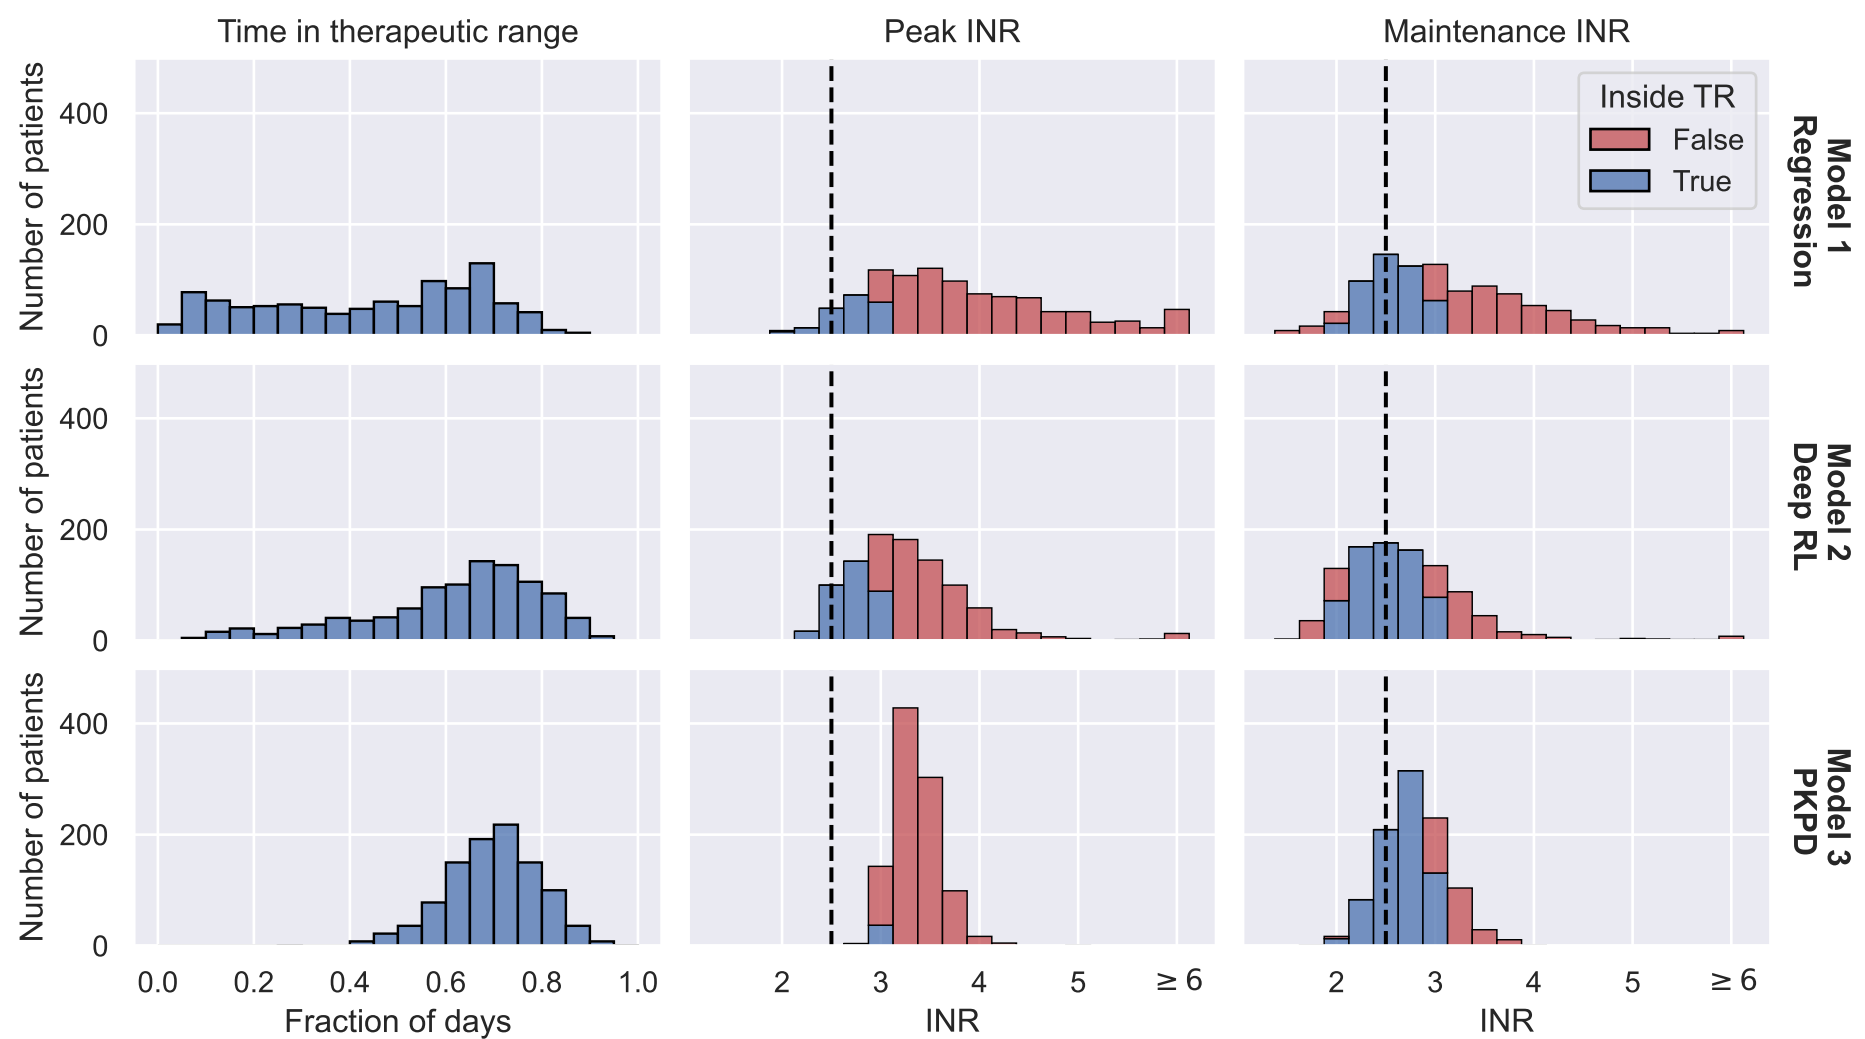 Time in therapeutic range
Peak INR
Maintenance INR
Number of patients
400
200
0
Inside TR
False
True
Model 1
Regression
Number of patients
400
200
0
Model 2
Deep RL
Number of patients
400
200
0
Model 3
PKPD
0.0 0.2 0.4 0.6 0.8 1.0
Fraction of days
2 3 4 5 ≥ 6
INR
2 3 4 5 ≥ 6
INR